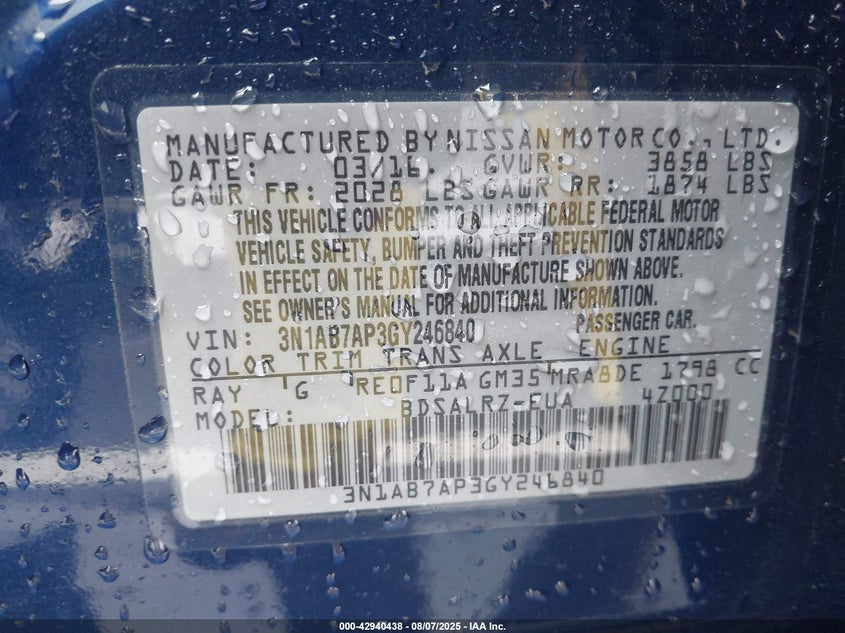 MANUFACTURED BY NISSAN MOTOR CO., LTD.
DATE: 03/16. GVWR: 3858 LBS
GAWR FR: 2028 LBS GAWR RR: 1874 LBS
THIS VEHICLE CONFORMS TO ALL APPLICABLE FEDERAL MOTOR
VEHICLE SAFETY, BUMPER AND THEFT PREVENTION STANDARDS
IN EFFECT ON THE DATE OF MANUFACTURE SHOWN ABOVE.
SEE OWNER'S MANUAL FOR ADDITIONAL INFORMATION.
VIN: 3N1AB7AP3GY246840 PASSENGER CAR.
COLOR TRIM TRANS AXLE ENGINE
RAY G RE0F11A GM35 MRA8DE 1798 CC
MODEL: BDSALRZ-EUA 4Z000
3N1AB7AP3GY246840
000-42940438 - 08/07/2025 - IAA Inc.